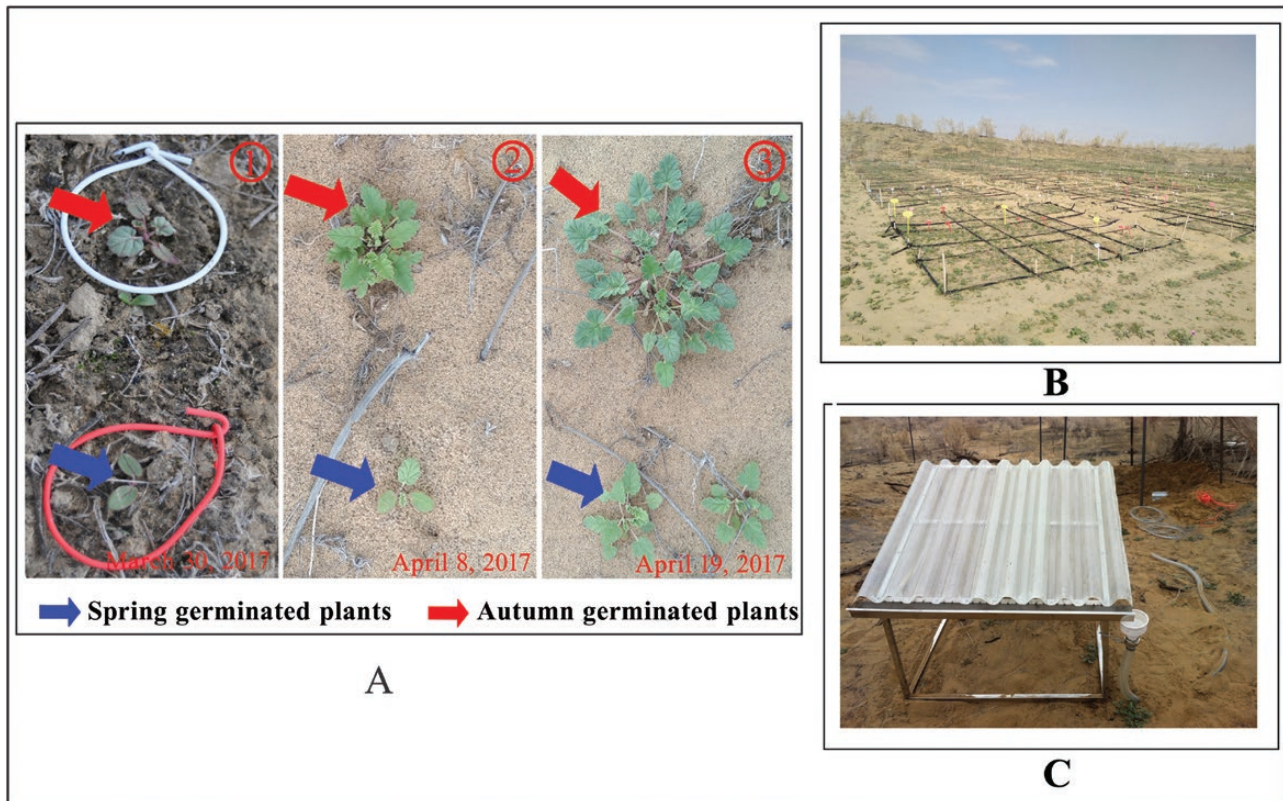 ①
②
③
March 30, 2017
April 8, 2017
April 19, 2017
Spring germinated plants
Autumn germinated plants
A
B
C